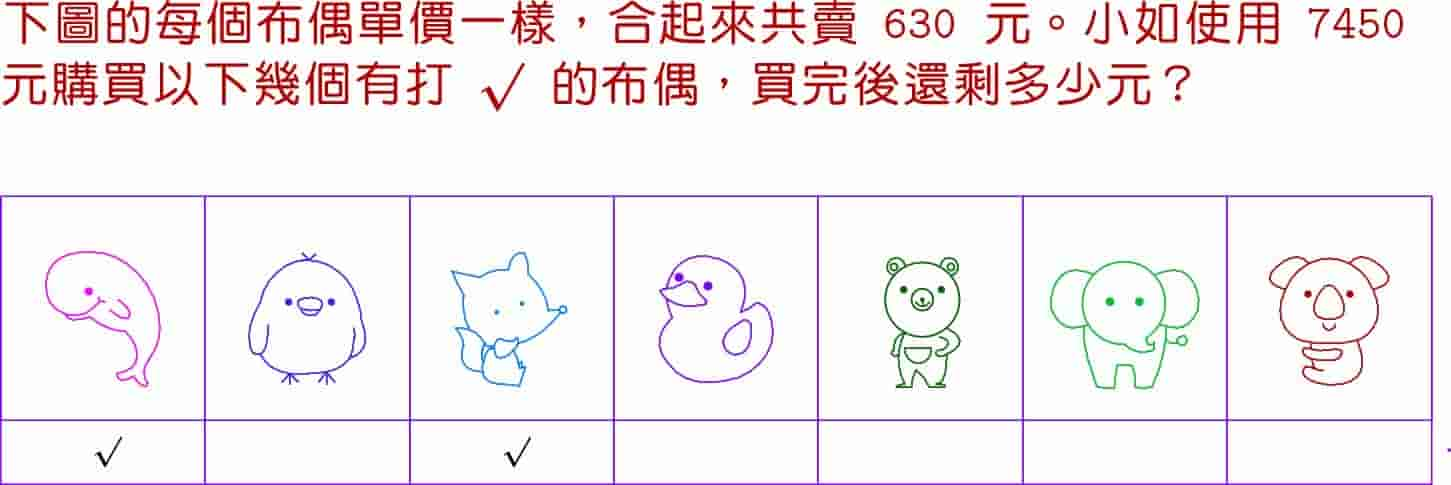 下圖的每個布偶單價一樣，合起來共賣 630 元。小如使用 7450
元購買以下幾個有打 √ 的布偶，買完後還剩多少元？
√ √